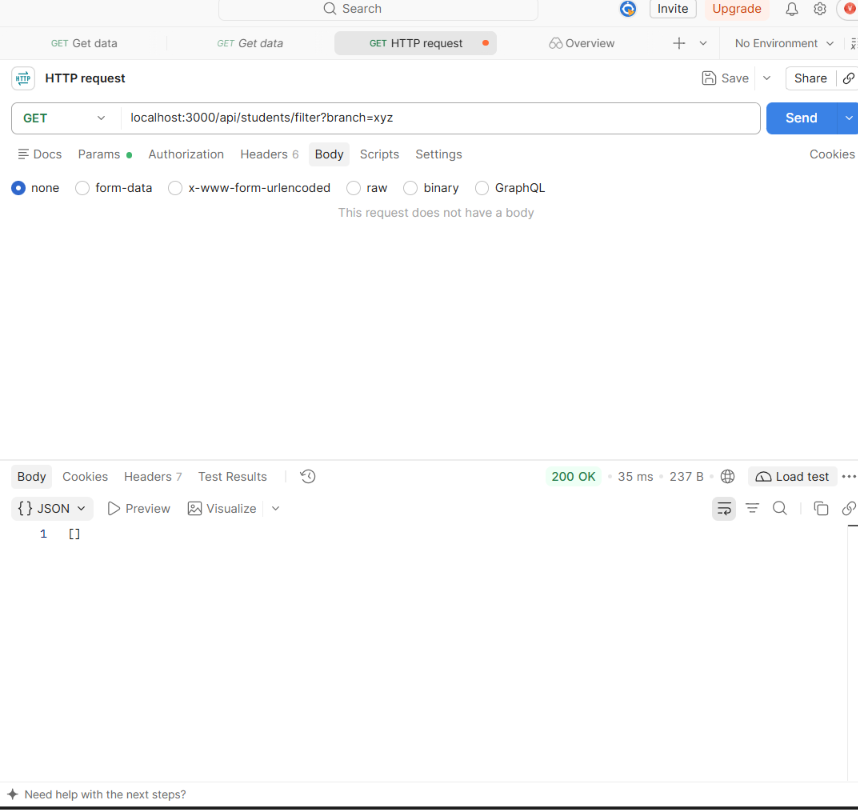 Search Invite Upgrade V
GET Get data GET Get data GET HTTP request Overview No Environment
HTTP HTTP request Save Share
GET localhost:3000/api/students/filter?branch=xyz Send
Docs Params Authorization Headers 6 Body Scripts Settings Cookies
none form-data x-www-form-urlencoded raw binary GraphQL
This request does not have a body
Body Cookies Headers 7 Test Results 200 OK 35 ms 237 B Load test
{} JSON Preview Visualize
1 []
Need help with the next steps?